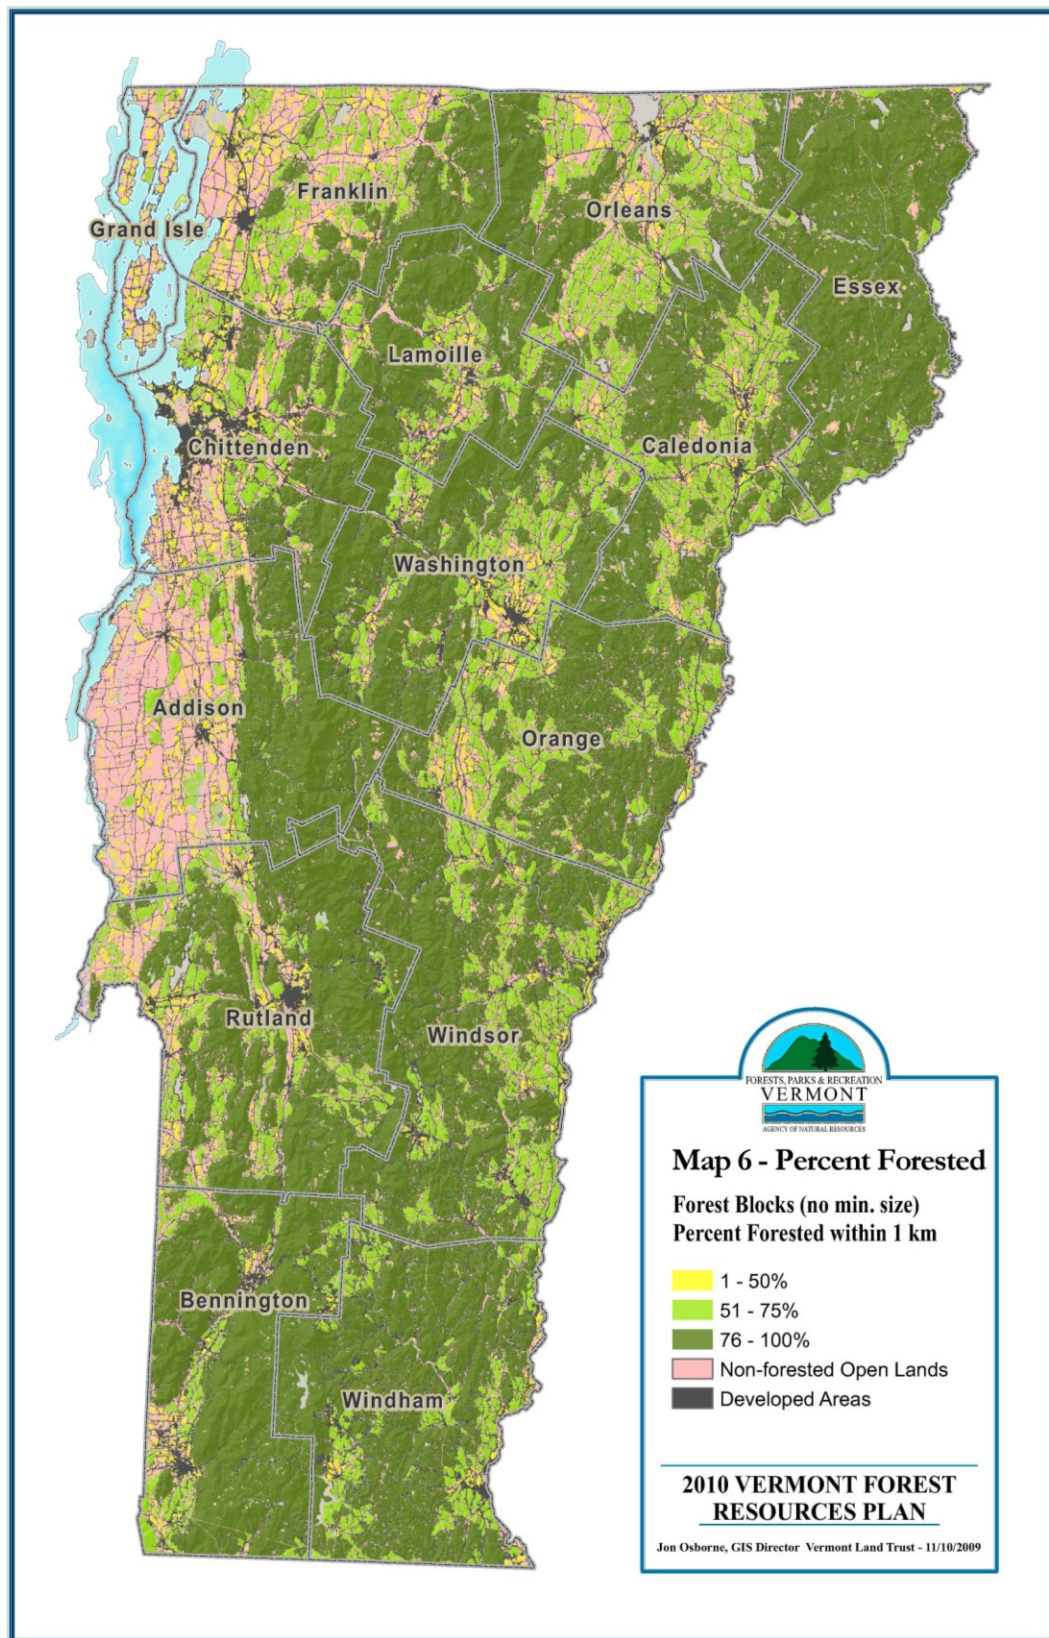 Franklin
Grand Isle
Orleans
Essex
Lamoille
Chittenden
Caledonia
Washington
Addison
Orange
Rutland
Windsor
Bennington
Windham
FORESTS, PARKS & RECREATION
VERMONT
AGENCY OF NATURAL RESOURCES
Map 6 - Percent Forested
Forest Blocks (no min. size)
Percent Forested within 1 km
1 - 50%
51 - 75%
76 - 100%
Non-forested Open Lands
Developed Areas
2010 VERMONT FOREST
RESOURCES PLAN
Jon Osborne, GIS Director Vermont Land Trust - 11/10/2009